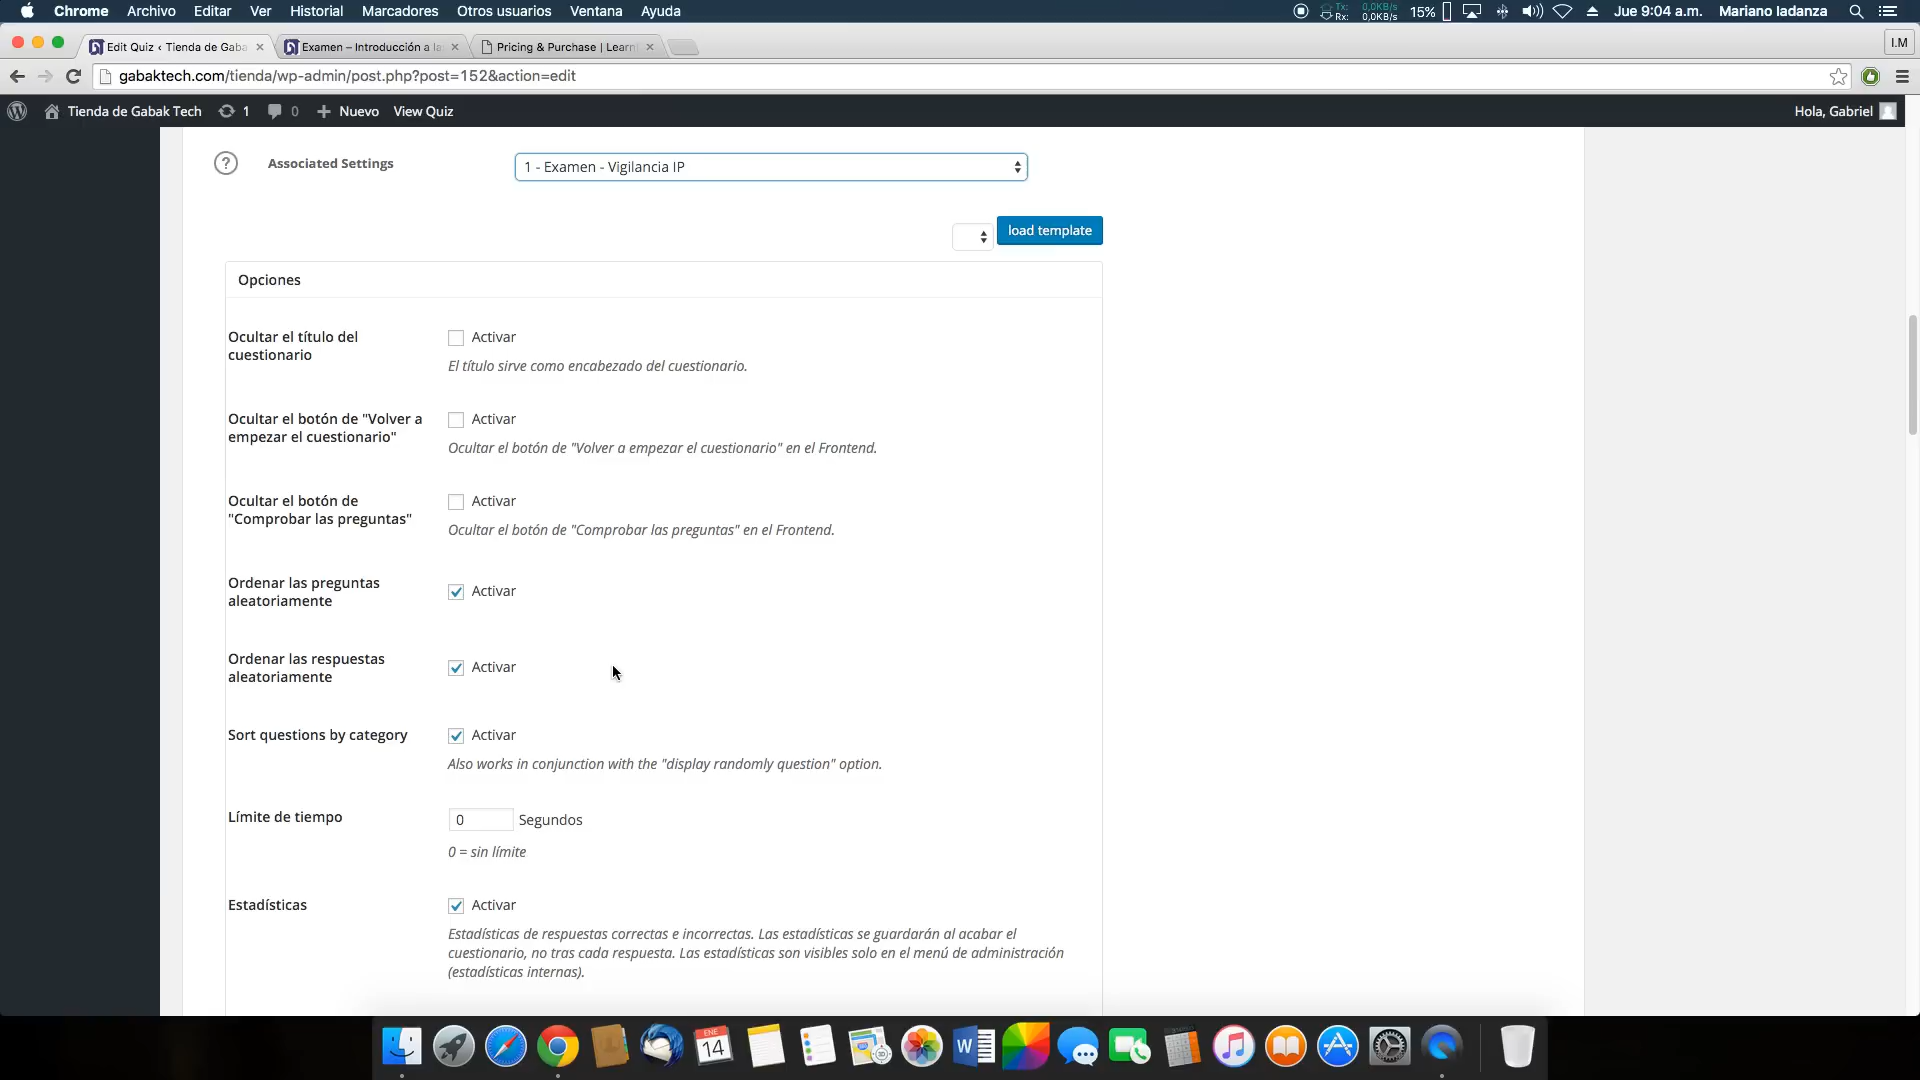 Chrome Archivo Editar Ver Historial Marcadores Otros usuarios Ventana Ayuda
Tx: 0,0KB/s
Rx: 0,0KB/s
15% Jue 9:04 a.m. Mariano Iadanza
Edit Quiz ‹ Tienda de Gaba
Examen – Introducción a la
Pricing & Purchase | Learn
I.M
gabaktech.com/tienda/wp-admin/post.php?post=152&action=edit
Tienda de Gabak Tech 1 0 Nuevo View Quiz Hola, Gabriel
? Associated Settings 1 - Examen - Vigilancia IP
load template
Opciones
Ocultar el título del
cuestionario
Activar
El título sirve como encabezado del cuestionario.
Ocultar el botón de "Volver a
empezar el cuestionario"
Activar
Ocultar el botón de "Volver a empezar el cuestionario" en el Frontend.
Ocultar el botón de
"Comprobar las preguntas"
Activar
Ocultar el botón de "Comprobar las preguntas" en el Frontend.
Ordenar las preguntas
aleatoriamente
Activar
Ordenar las respuestas
aleatoriamente
Activar
Sort questions by category
Activar
Also works in conjunction with the "display randomly question" option.
Límite de tiempo
0 Segundos
0 = sin límite
Estadísticas
Activar
Estadísticas de respuestas correctas e incorrectas. Las estadísticas se guardarán al acabar el
cuestionario, no tras cada respuesta. Las estadísticas son visibles solo en el menú de administración
(estadísticas internas).
ENE
14
W